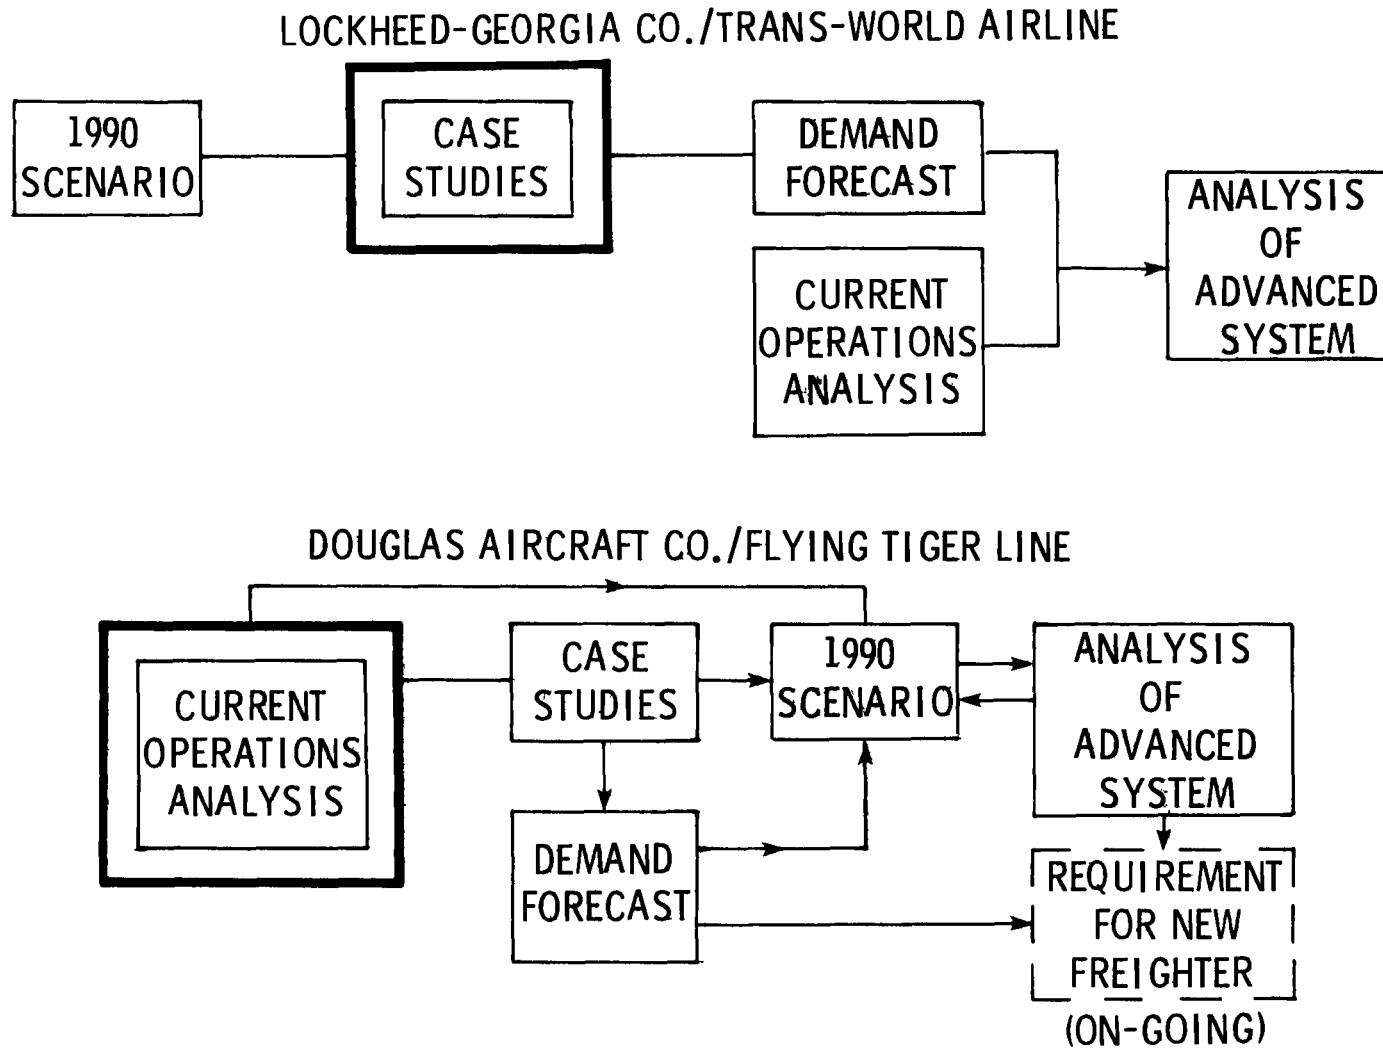 LOCKHEED-GEORGIA CO./TRANS-WORLD AIRLINE
1990
SCENARIO
CASE
STUDIES
DEMAND
FORECAST
CURRENT
OPERATIONS
ANALYSIS
ANALYSIS
OF
ADVANCED
SYSTEM
DOUGLAS AIRCRAFT CO./FLYING TIGER LINE
CURRENT
OPERATIONS
ANALYSIS
CASE
STUDIES
DEMAND
FORECAST
1990
SCENARIO
ANALYSIS
OF
ADVANCED
SYSTEM
REQUIREMENT
FOR NEW
FREIGHTER
(ON-GOING)